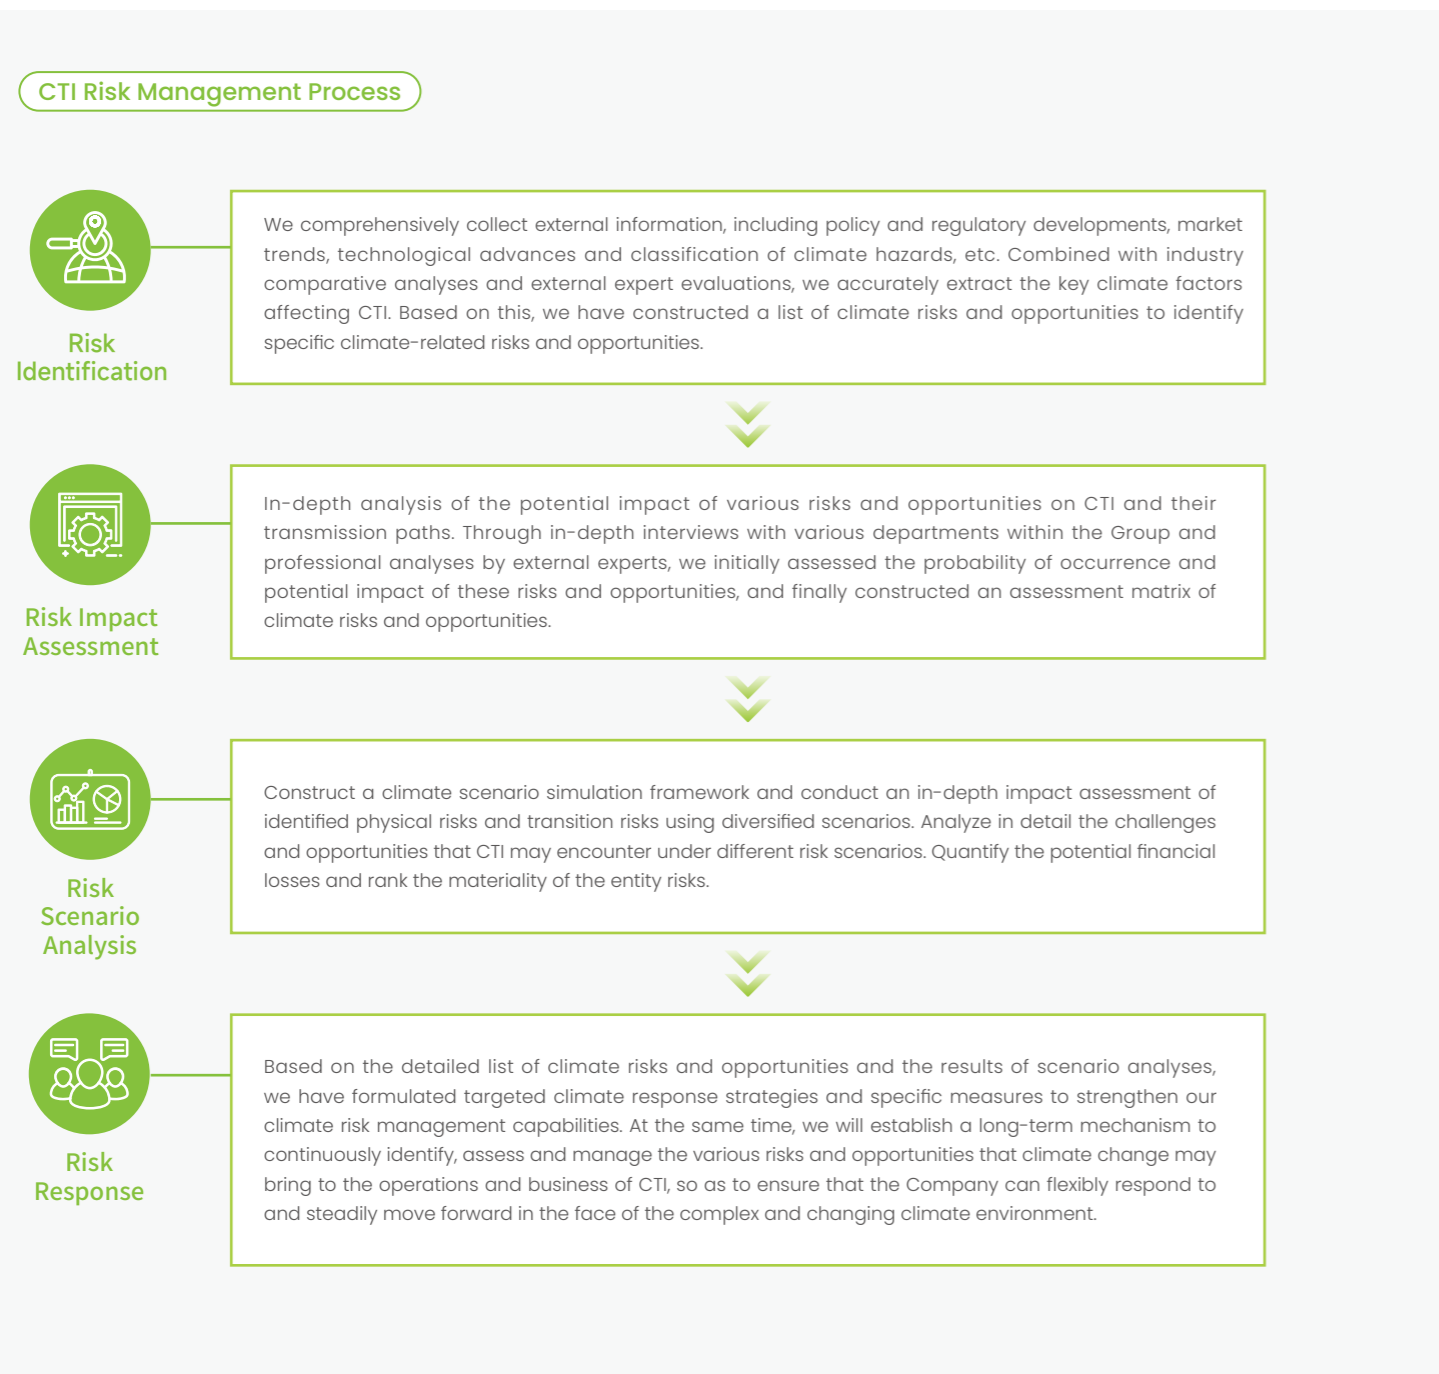 CTI Risk Management Process
We comprehensively collect external information, including policy and regulatory developments, market
trends, technological advances and classification of climate hazards, etc. Combined with industry
comparative analyses and external expert evaluations, we accurately extract the key climate factors
affecting CTI. Based on this, we have constructed a list of climate risks and opportunities to identify
specific climate-related risks and opportunities.
Risk
Identification
In-depth analysis of the potential impact of various risks and opportunities on CTI and their
transmission paths. Through in-depth interviews with various departments within the Group and
professional analyses by external experts, we initially assessed the probability of occurrence and
potential impact of these risks and opportunities, and finally constructed an assessment matrix of
climate risks and opportunities.
Risk Impact
Assessment
Construct a climate scenario simulation framework and conduct an in-depth impact assessment of
identified physical risks and transition risks using diversified scenarios. Analyze in detail the challenges
and opportunities that CTI may encounter under different risk scenarios. Quantify the potential financial
losses and rank the materiality of the entity risks.
Risk
Scenario
Analysis
Based on the detailed list of climate risks and opportunities and the results of scenario analyses,
we have formulated targeted climate response strategies and specific measures to strengthen our
climate risk management capabilities. At the same time, we will establish a long-term mechanism to
continuously identify, assess and manage the various risks and opportunities that climate change may
bring to the operations and business of CTI, so as to ensure that the Company can flexibly respond to
and steadily move forward in the face of the complex and changing climate environment.
Risk
Response